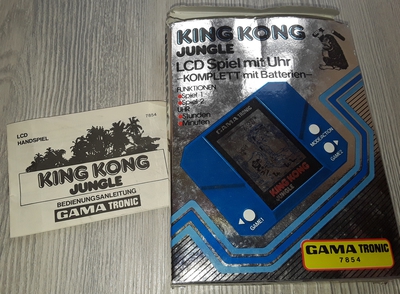 LCD
HANDSPIEL
7854
KING KONG
JUNGLE
BEDIENUNGSANLEITUNG
GAMA TRONIC
KING KONG
JUNGLE
LCD Spiel mit Uhr
-KOMPLETT mit Batterien-
FUNKTIONEN
Spiel 1
Spiel 2
UHR
Stunden
Minuten
GAMA TRONIC
MODE/ACTION
GAME 2
KING KONG
JUNGLE
GAME 1
GAMA TRONIC
7854